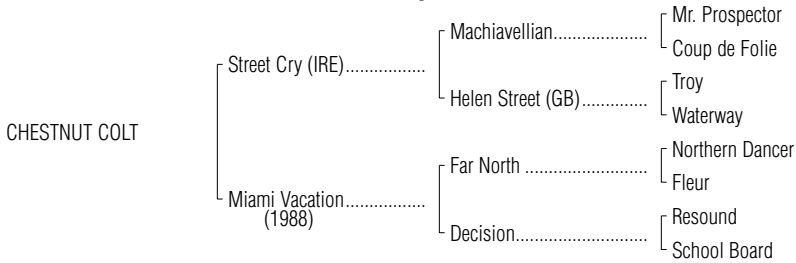 Mr. Prospector
Machiavellian....................
Coup de Folie
Street Cry (IRE).................
Troy
Helen Street (GB)..............
Waterway
CHESTNUT COLT
Northern Dancer
Far North ..........................
Fleur
Miami Vacation.................
(1988)
Resound
Decision............................
School Board